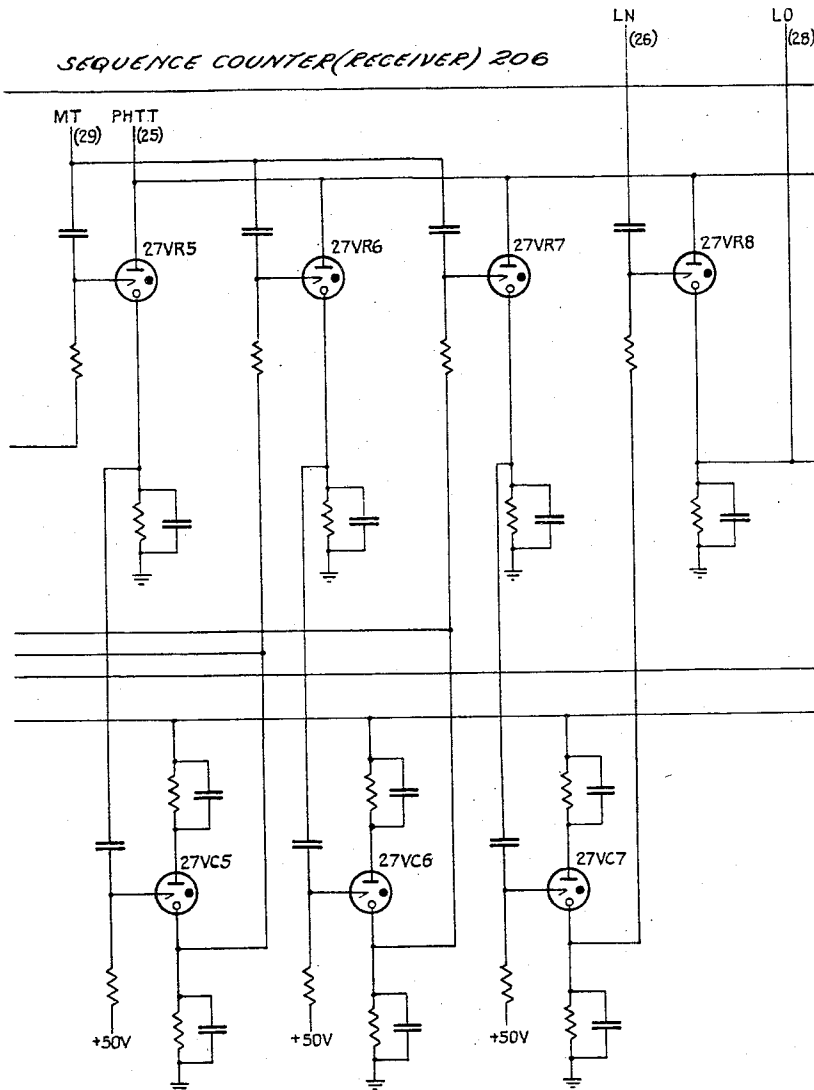 LN
(26)
LO
(28)
SEQUENCE COUNTER (RECEIVER) 206
MT
(29)
PHTT
(25)
27VR5
27VR6
27VR7
27VR8
27VC5
27VC6
27VC7
+50V
+50V
+50V